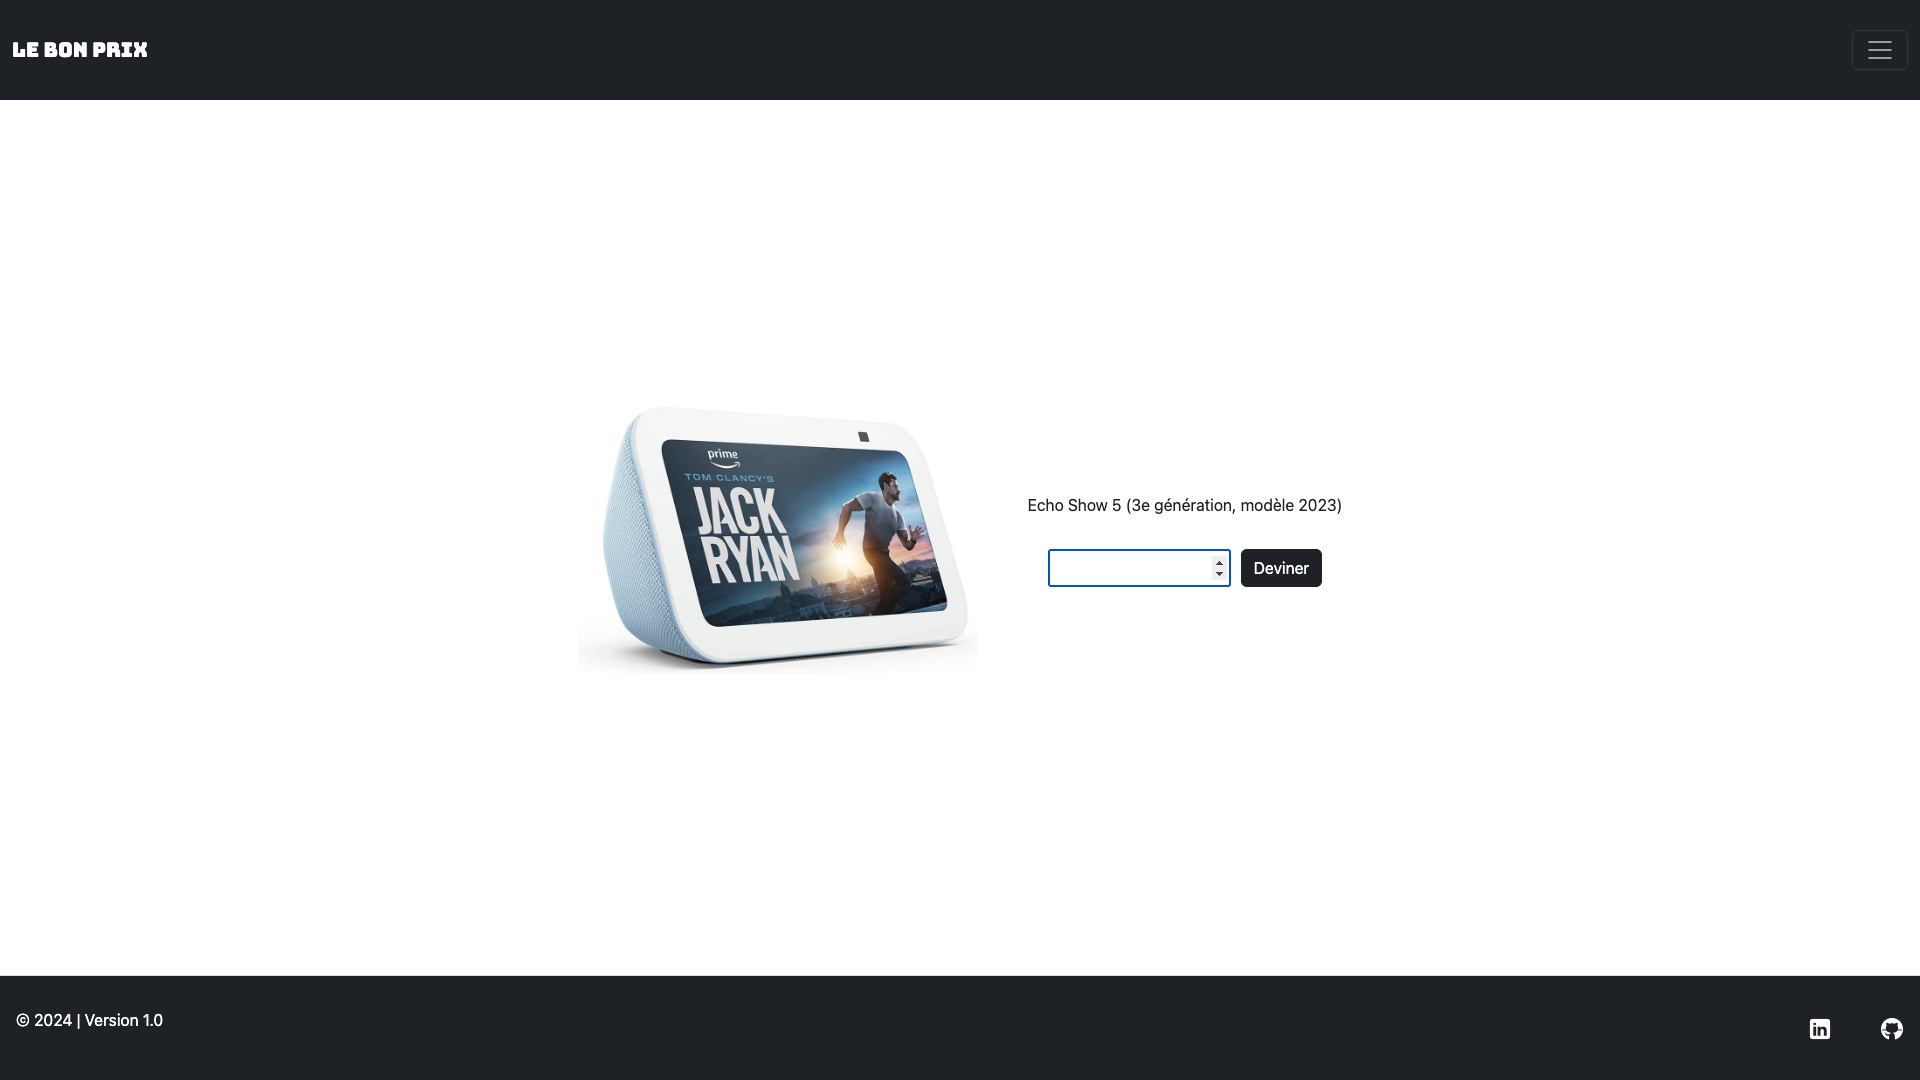 LE BON PRIX
prime
TOM CLANCY'S
JACK
RYAN
Echo Show 5 (3e génération, modèle 2023)
Deviner
© 2024 | Version 1.0
in